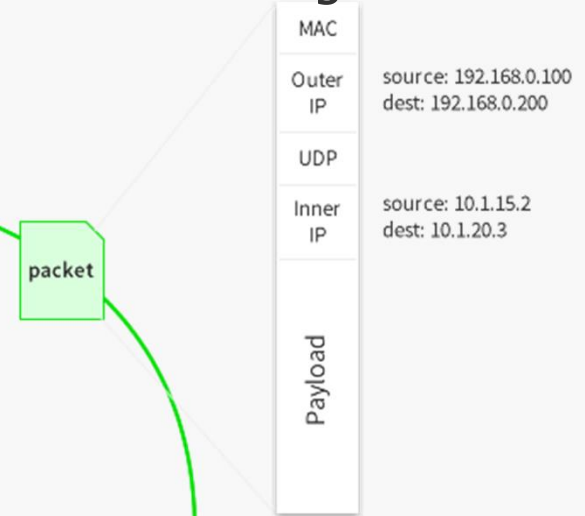 MAC
Outer
IP
source: 192.168.0.100
dest: 192.168.0.200
UDP
Inner
IP
source: 10.1.15.2
dest: 10.1.20.3
packet
Payload